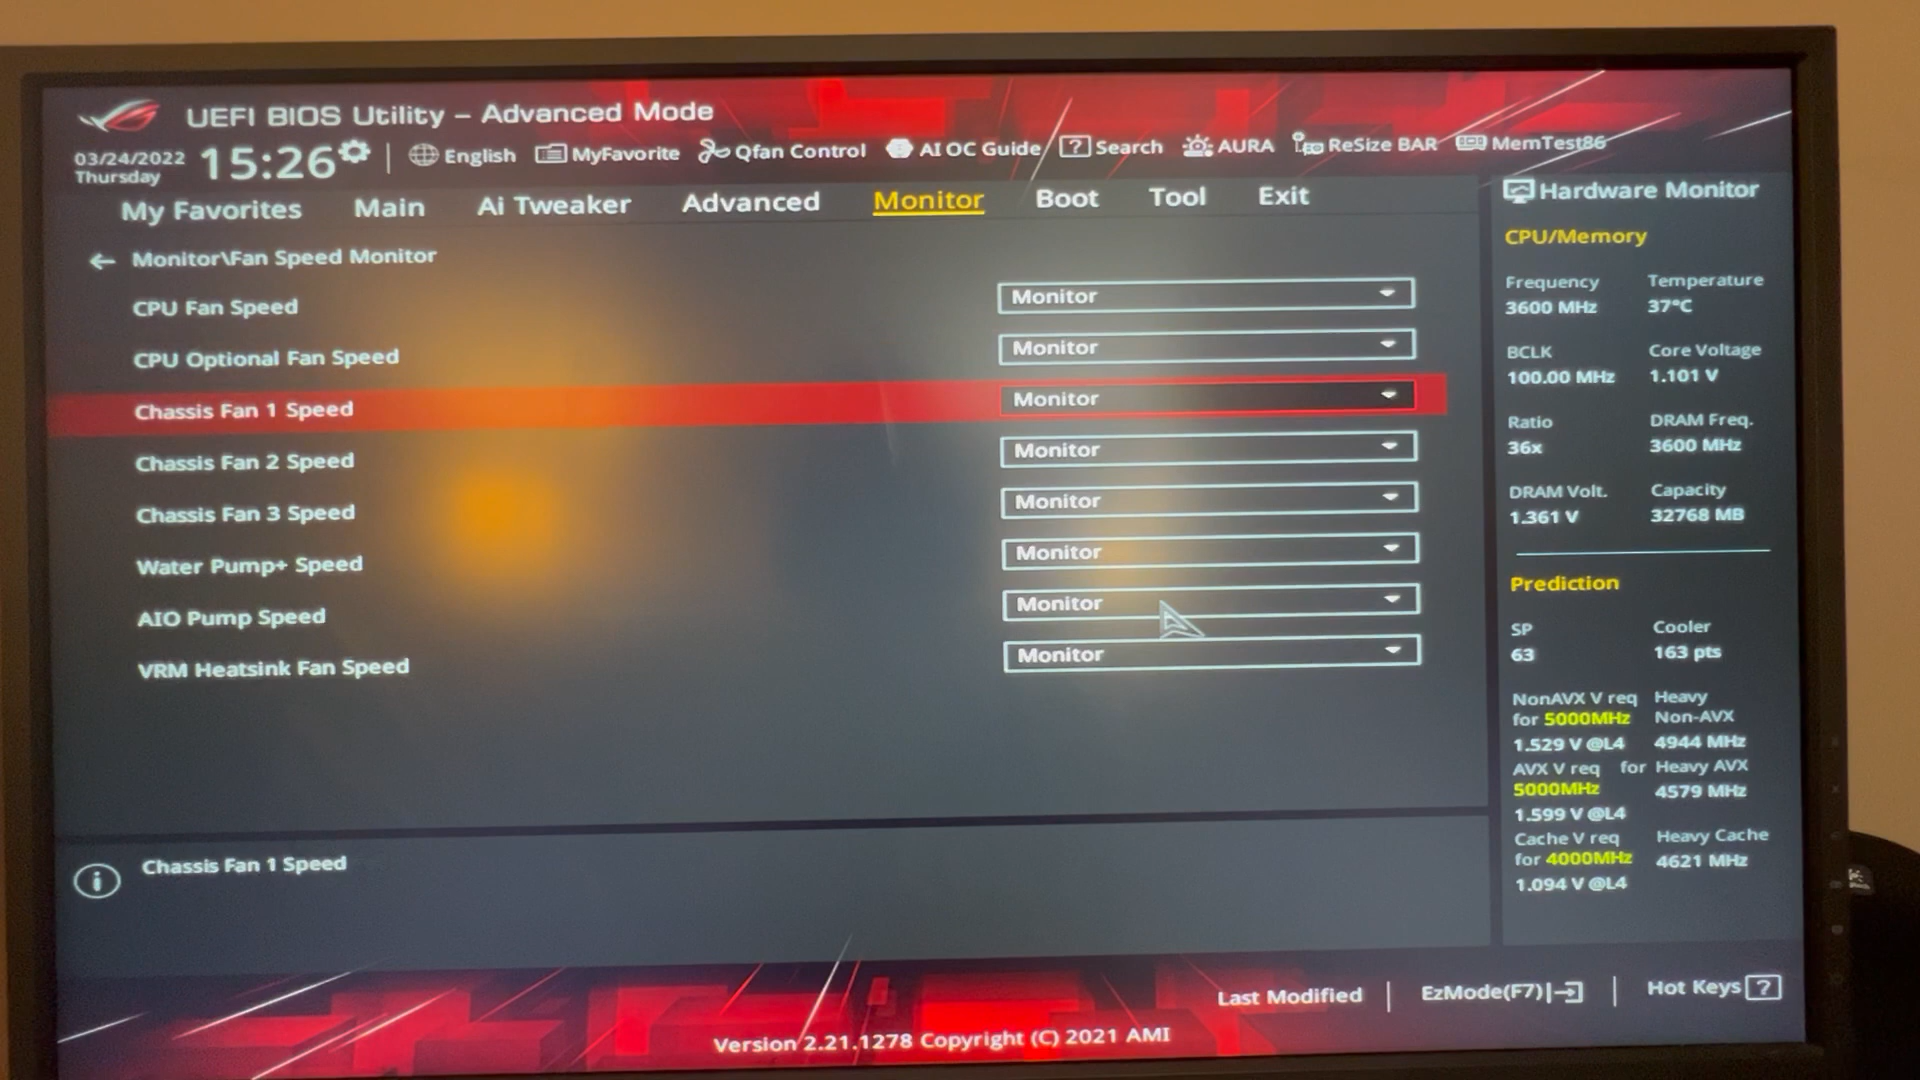 UEFI BIOS Utility – Advanced Mode
03/24/2022
Thursday
15:26
English
MyFavorite
Qfan Control
AI OC Guide
? Search
AURA
ReSize BAR
MemTest86
My Favorites
Main
Ai Tweaker
Advanced
Monitor
Boot
Tool
Exit
Monitor\Fan Speed Monitor
CPU Fan Speed
Monitor
CPU Optional Fan Speed
Monitor
Chassis Fan 1 Speed
Monitor
Chassis Fan 2 Speed
Monitor
Chassis Fan 3 Speed
Monitor
Water Pump+ Speed
Monitor
AIO Pump Speed
Monitor
VRM Heatsink Fan Speed
Monitor
i Chassis Fan 1 Speed
Hardware Monitor
CPU/Memory
Frequency Temperature
3600 MHz 37°C
BCLK Core Voltage
100.00 MHz 1.101 V
Ratio DRAM Freq.
36x 3600 MHz
DRAM Volt. Capacity
1.361 V 32768 MB
Prediction
SP Cooler
63 163 pts
NonAVX V req Heavy
for 5000MHz Non-AVX
1.529 V @L4 4944 MHz
AVX V req for Heavy AVX
5000MHz 4579 MHz
1.599 V @L4
Cache V req Heavy Cache
for 4000MHz 4621 MHz
1.094 V @L4
Last Modified
EzMode(F7)
Hot Keys ?
Version 2.21.1278 Copyright (C) 2021 AMI